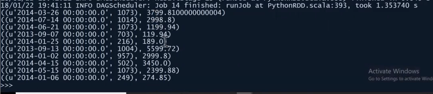 18/01/22 19:41:11 INFO DAGScheduler: Job 14 finished: runJob at PythonRDD.scala:393, took 1.353740 s
((u'2014-03-26 00:00:00.0', 1073), 3799.8100000000004)
((u'2014-07-14 00:00:00.0', 1014), 2998.8)
((u'2014-06-21 00:00:00.0', 1073), 1199.94)
((u'2013-09-07 00:00:00.0', 703), 119.94)
((u'2014-01-25 00:00:00.0', 216), 189.0)
((u'2013-09-13 00:00:00.0', 1004), 5599.72)
((u'2014-01-02 00:00:00.0', 957), 2999.8)
((u'2014-04-15 00:00:00.0', 502), 3450.0)
((u'2014-05-15 00:00:00.0', 1073), 2399.88)
((u'2014-01-06 00:00:00.0', 249), 274.85)
>>>
Activate Windows
Go to Settings to activate Windows.